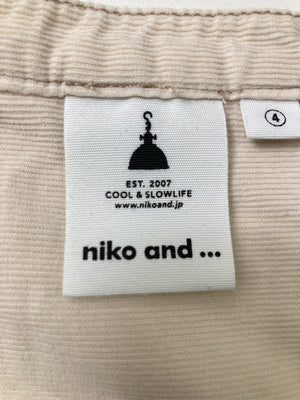 EST. 2007
COOL & SLOWLIFE
www.nikoand.jp
niko and ...
④